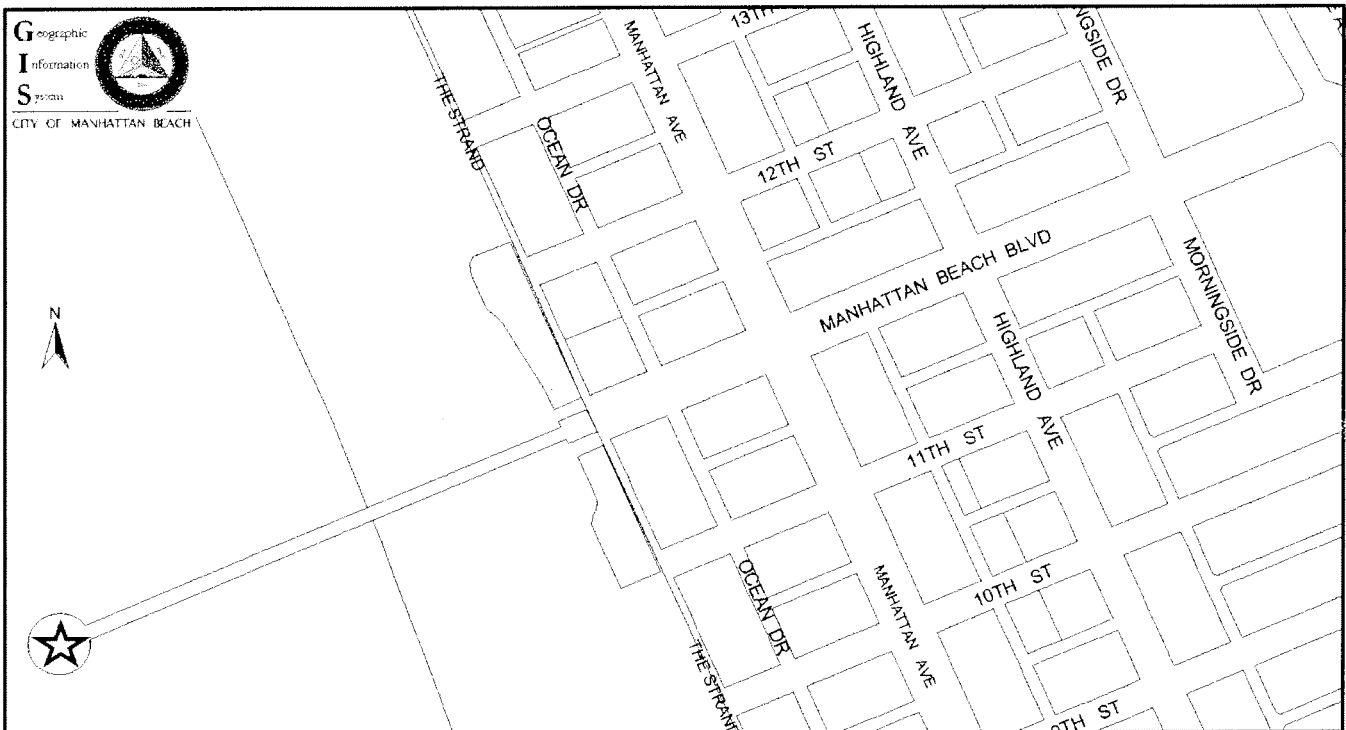 Geographic
Information
System
CITY OF MANHATTAN BEACH
13TH
MANHATTAN AVE
HIGHLAND AVE
THE STRAND
OCEAN DR
12TH ST
MORNINGSIDE DR
MANHATTAN BEACH BLVD
N
HIGHLAND AVE
11TH ST
10TH ST
OCEAN DR
MANHATTAN AVE
THE STRAND